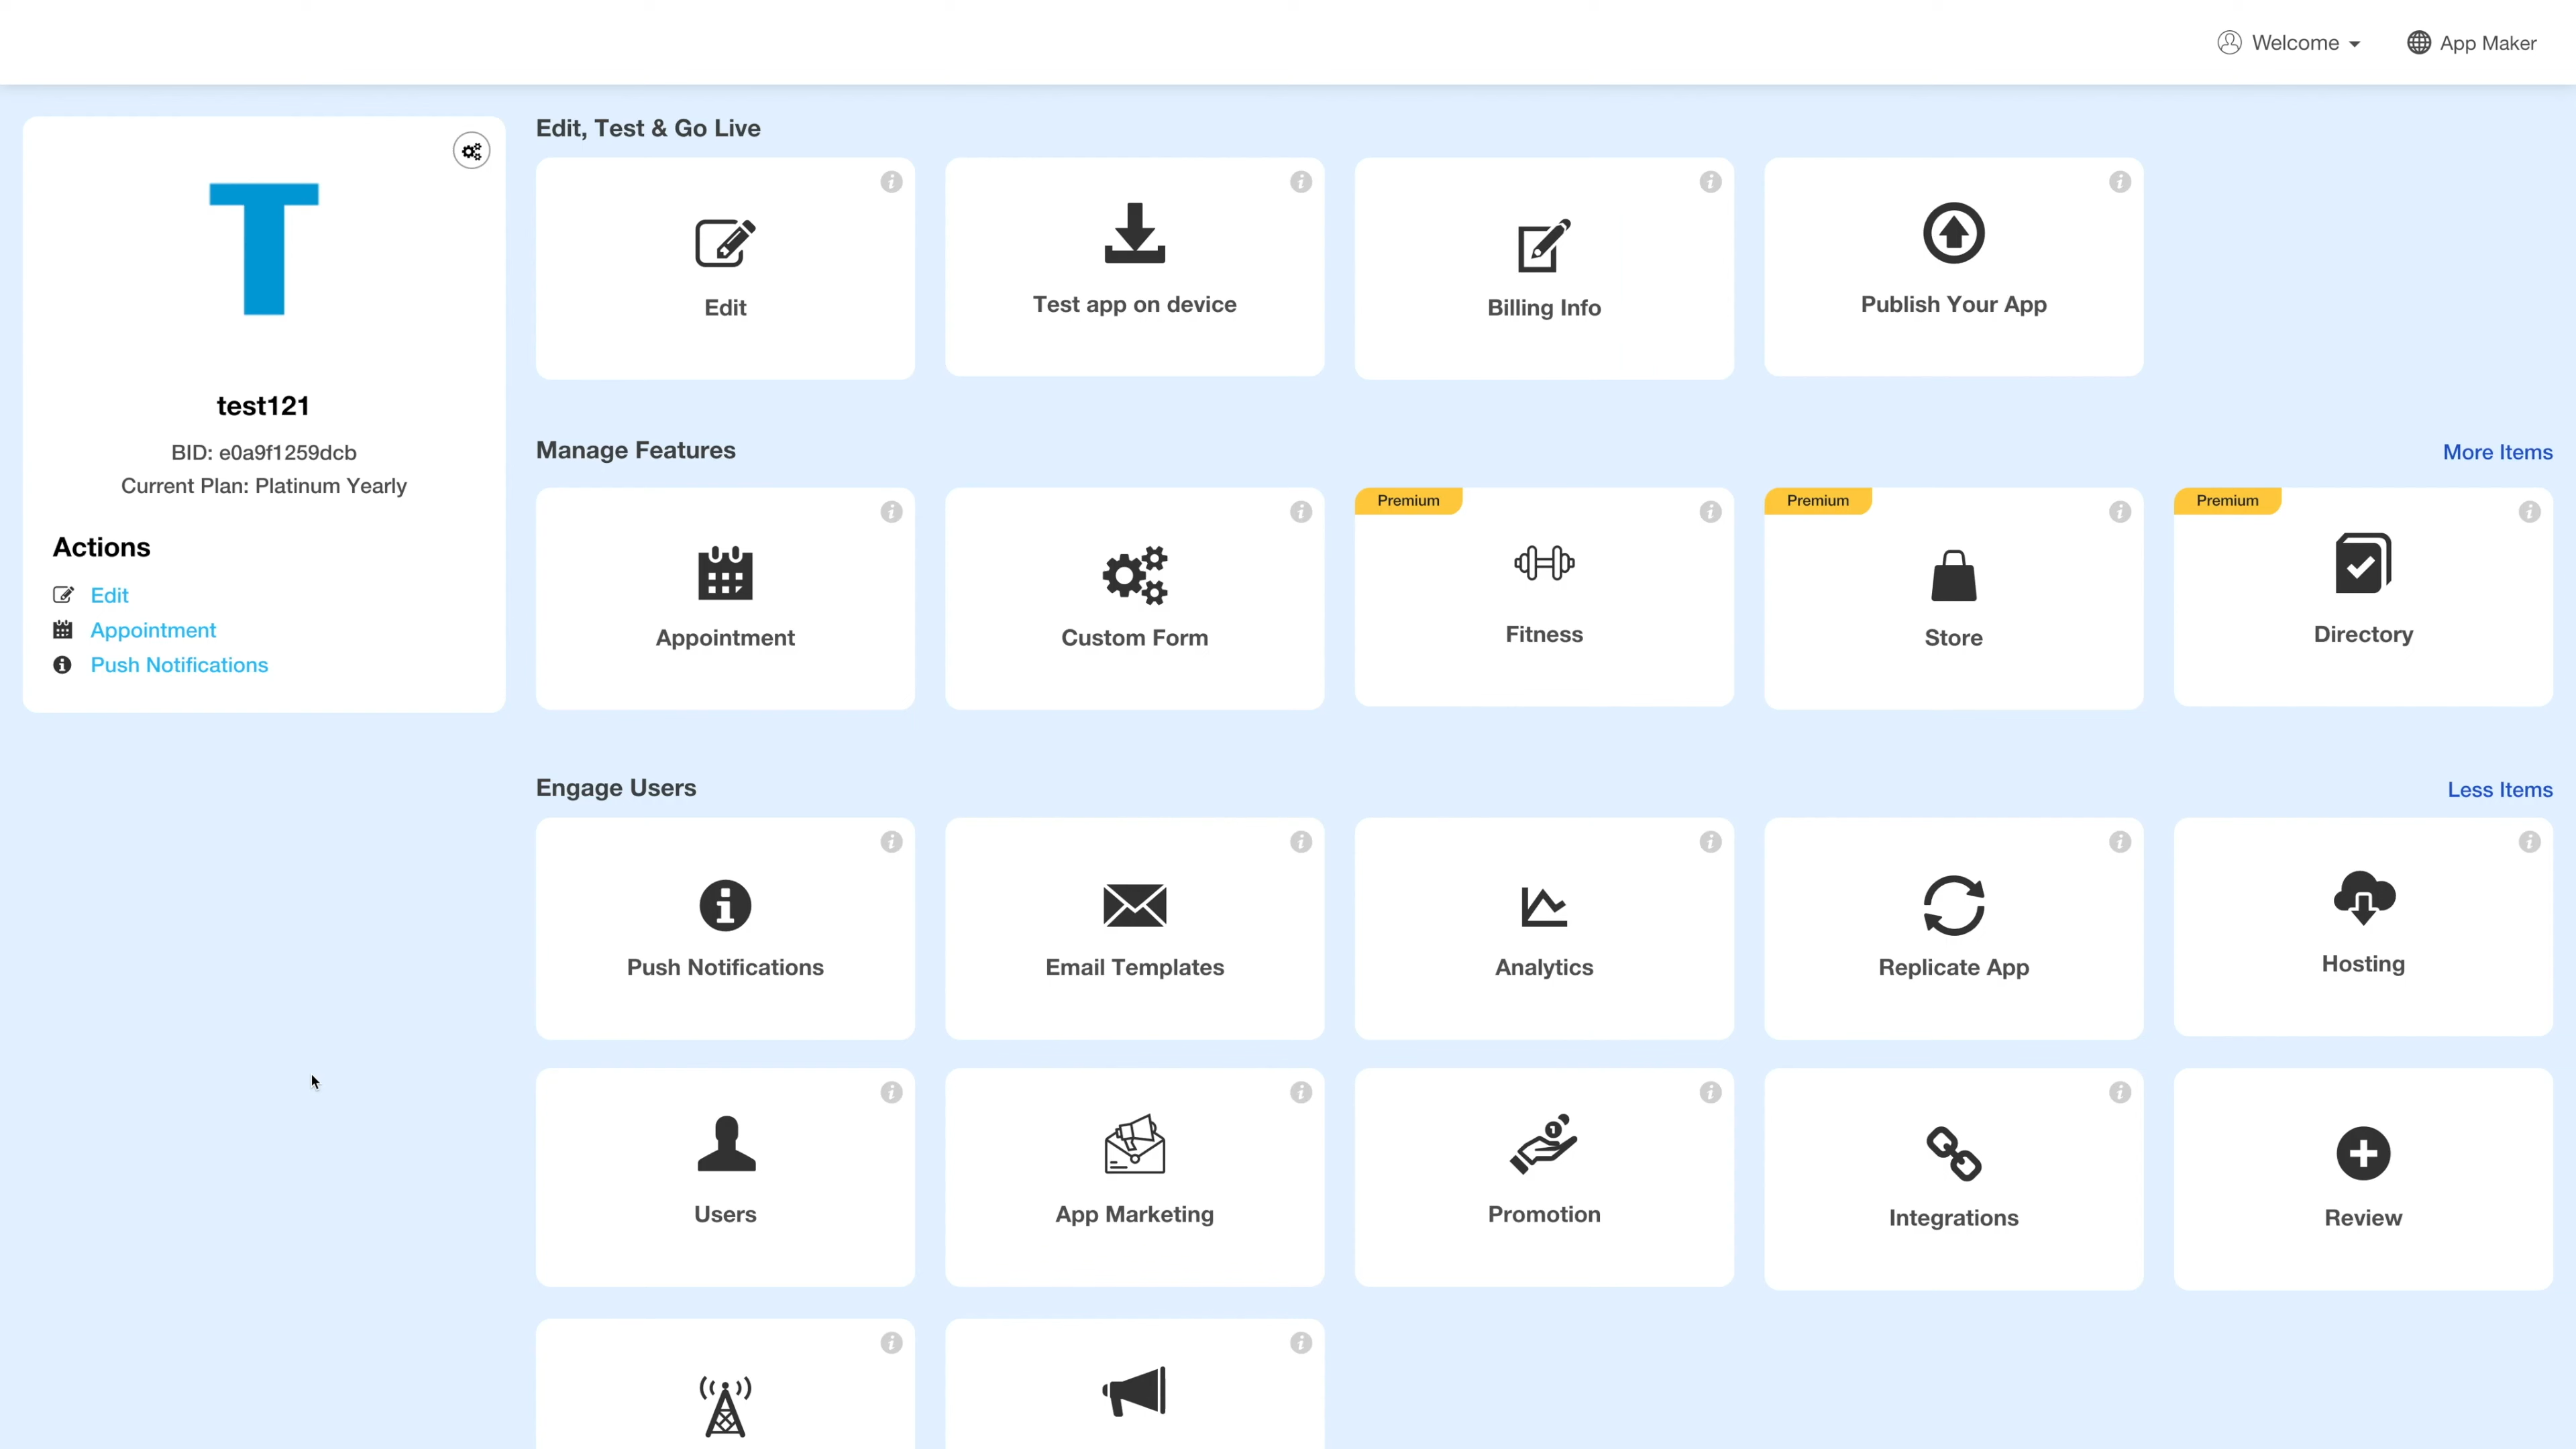 Welcome
App Maker
T
test121
BID: e0a9f1259dcb
Current Plan: Platinum Yearly
Actions
Edit
Appointment
Push Notifications
Edit, Test & Go Live
Edit
Test app on device
Billing Info
Publish Your App
Manage Features
More Items
Appointment
Custom Form
Premium
Fitness
Premium
Store
Premium
Directory
Engage Users
Less Items
Push Notifications
Email Templates
Analytics
Replicate App
Hosting
Users
App Marketing
Promotion
Integrations
Review